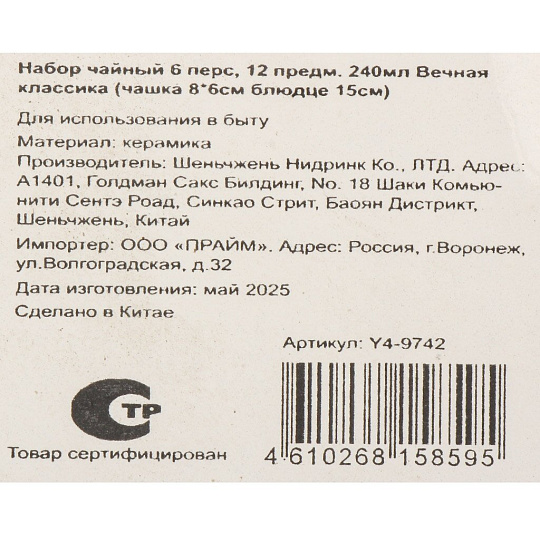 Набор чайный 6 перс, 12 предм. 240мл Вечная
классика (чашка 8*6см блюдце 15см)
Для использования в быту
Материал: керамика
Производитель: Шеньчжень Нидринк Ко., ЛТД. Адрес:
А1401, Голдман Сакс Билдинг, No. 18 Шаки Комью-
нити Сентэ Роад, Синкао Стрит, Баоян Дистрикт,
Шеньчжень, Китай
Импортер: ООО «ПРАЙМ». Адрес: Россия, г.Воронеж,
ул.Волгоградская, д.32
Дата изготовления: май 2025
Сделано в Китае
Артикул: Y4-9742
СТР
Товар сертифицирован
4 610268 158595